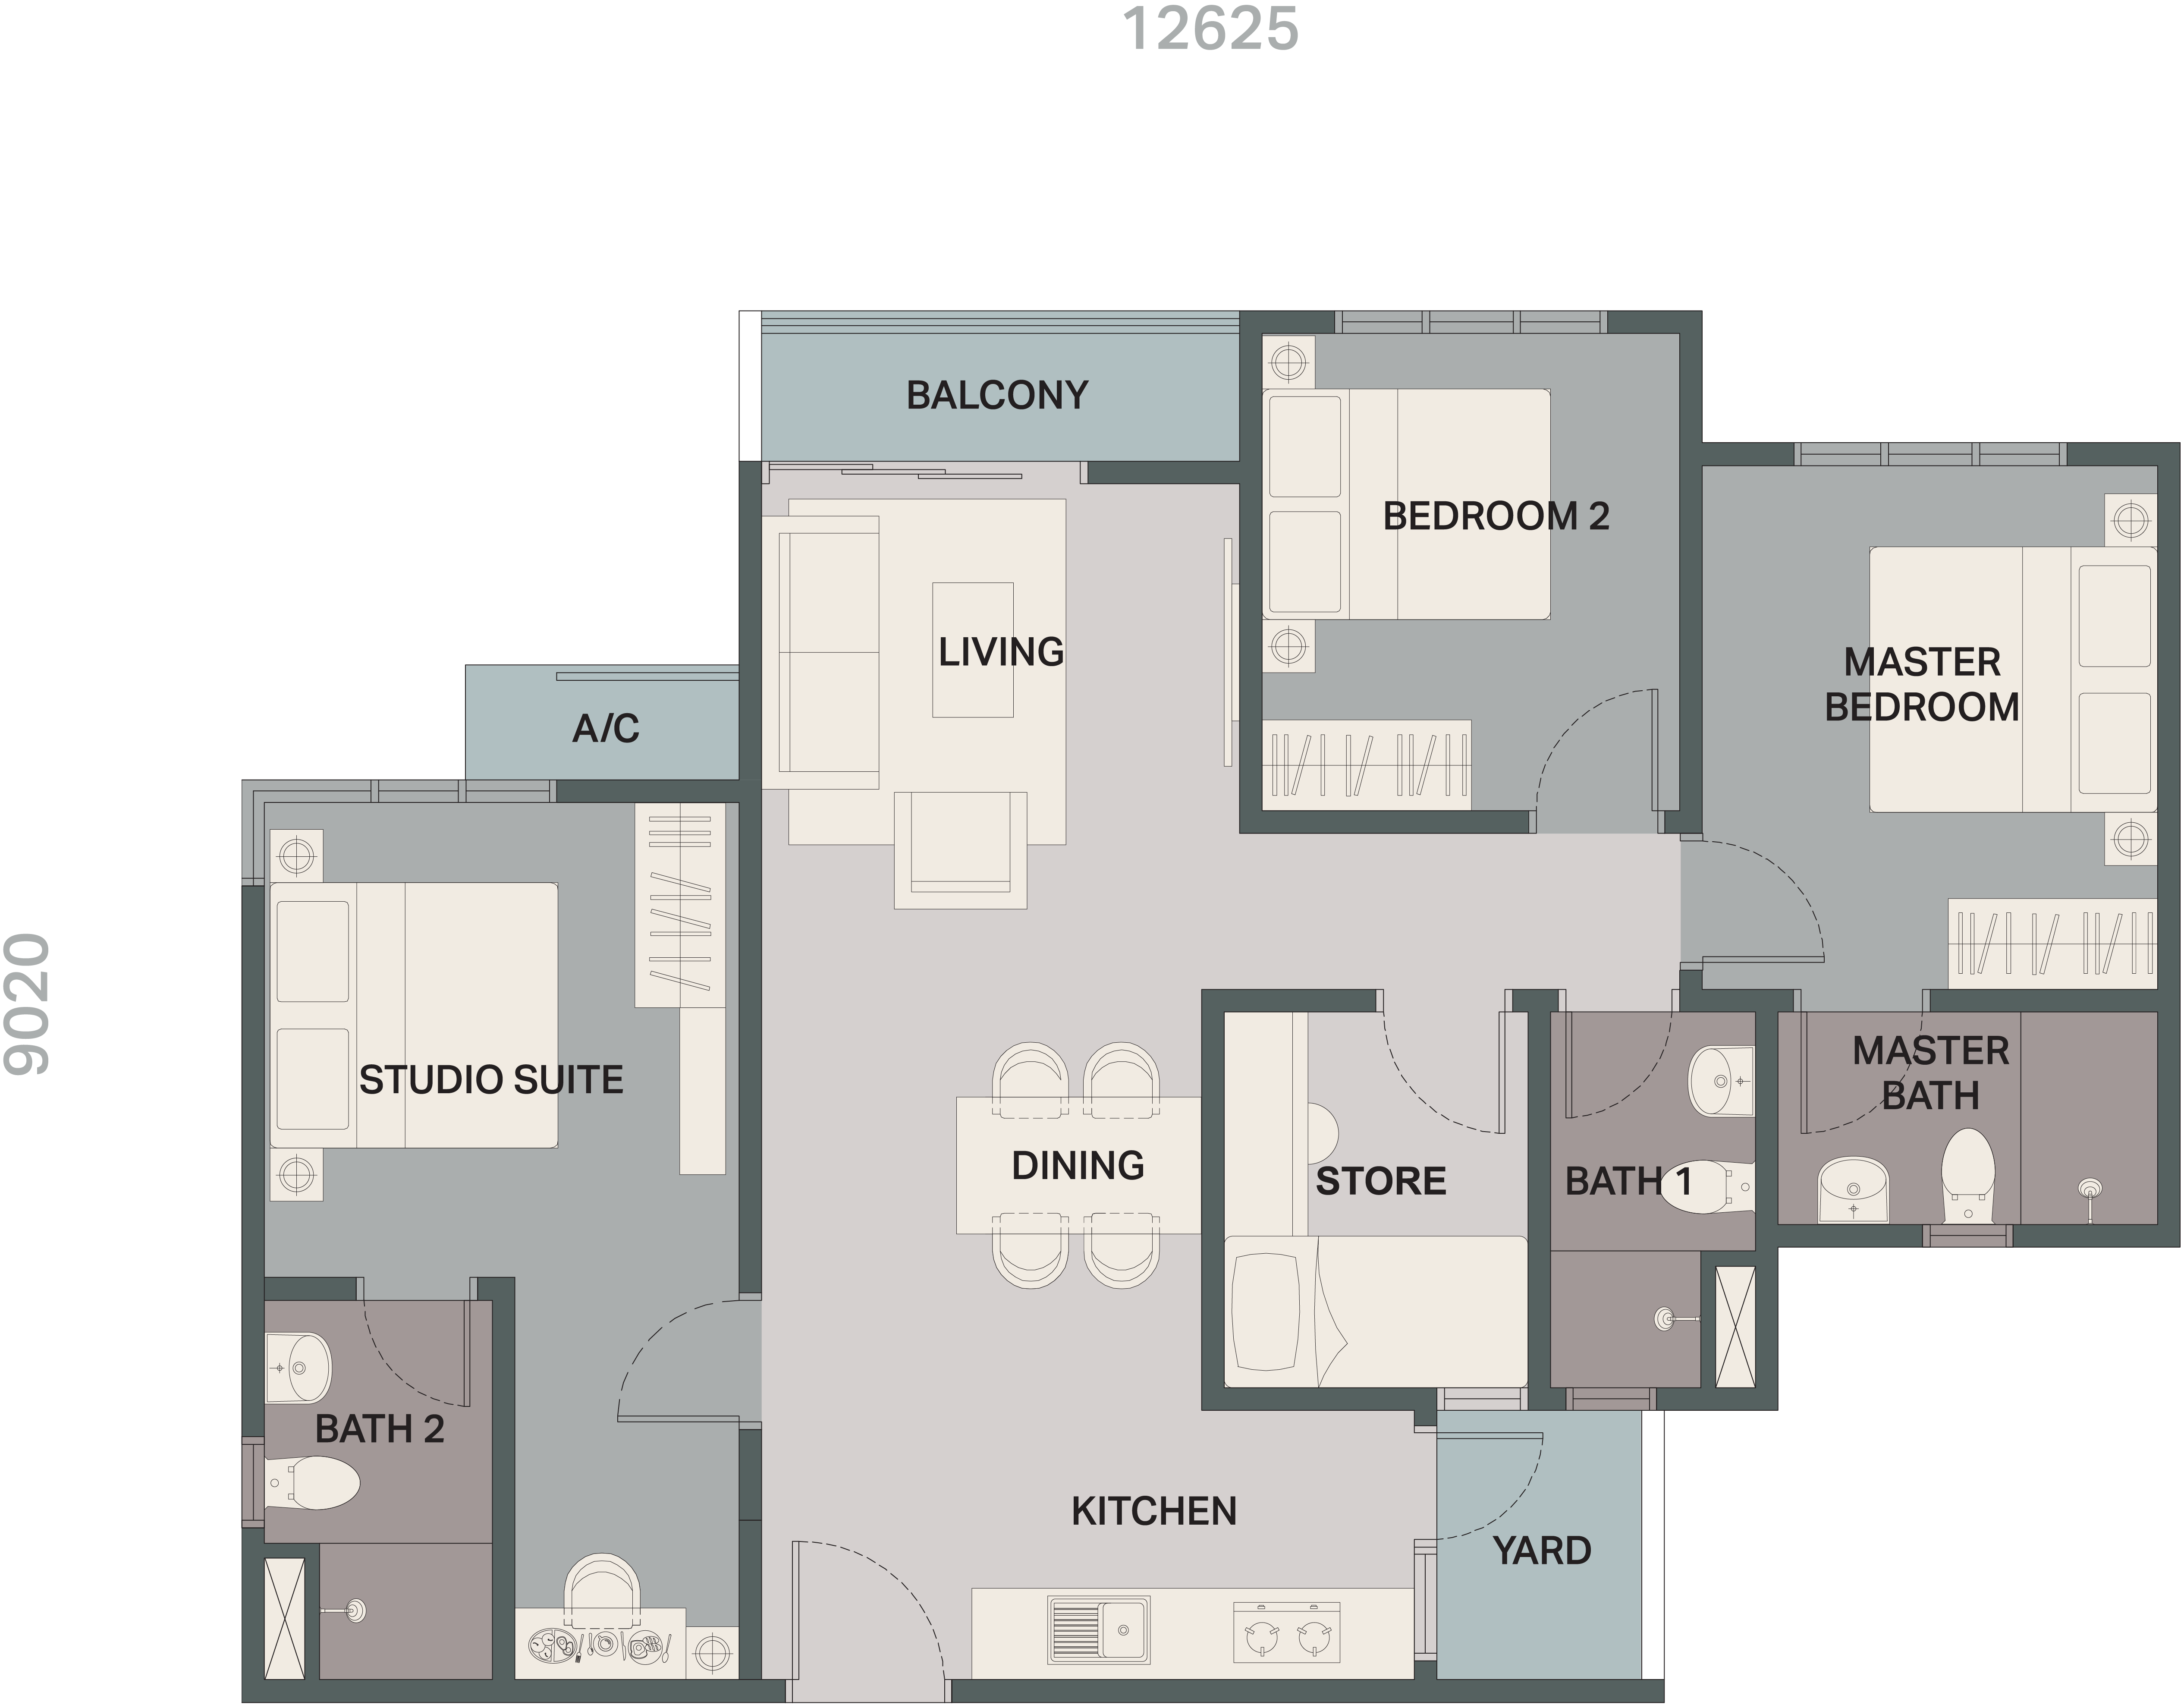 12625
BALCONY
BEDROOM 2
LIVING
MASTER
BEDROOM
A/C
9020
STUDIO SUITE
MASTER
BATH
DINING
STORE
BATH 1
BATH 2
KITCHEN
YARD